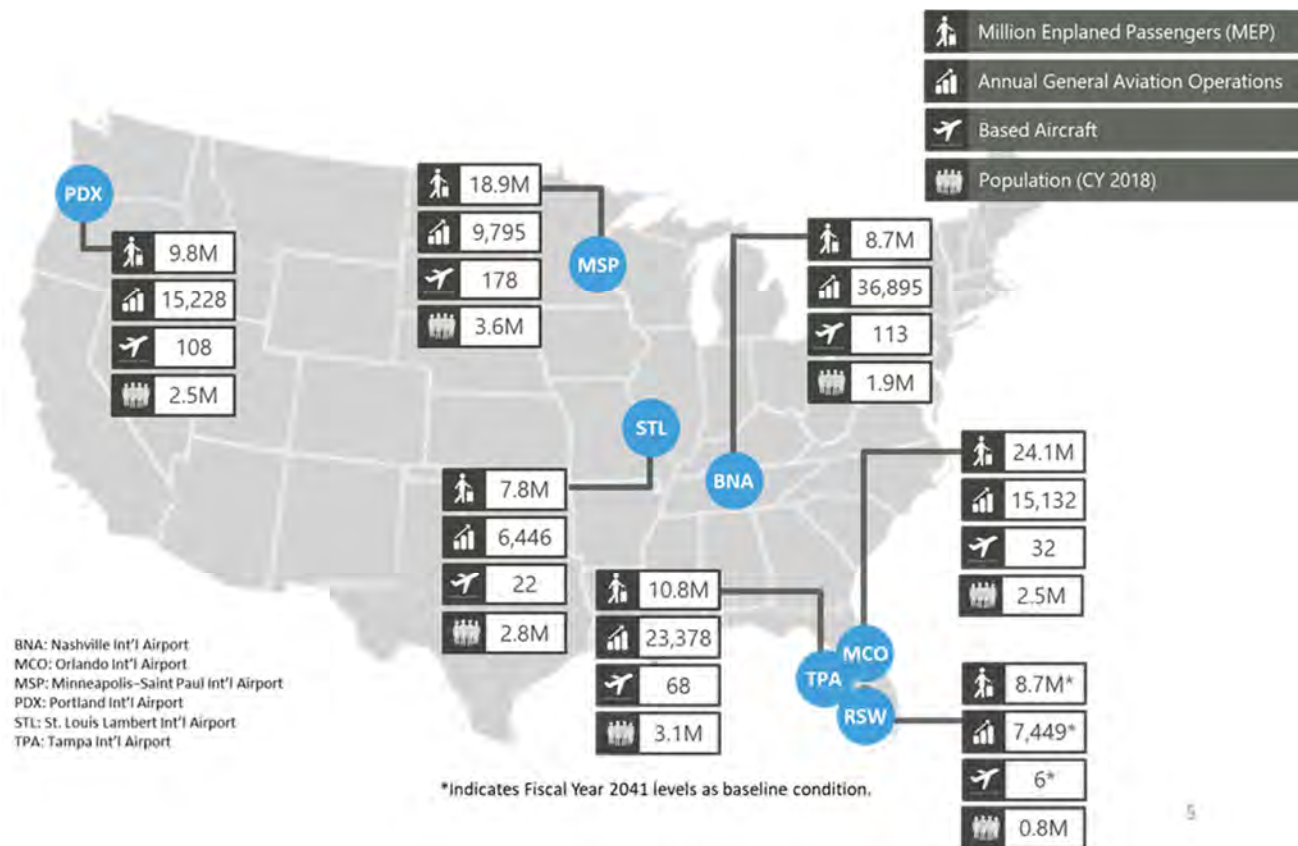 Million Enplaned Passengers (MEP)
Annual General Aviation Operations
Based Aircraft
Population (CY 2018)
PDX
9.8M
15,228
108
2.5M
18.9M
9,795
178
3.6M
MSP
8.7M
36,895
113
1.9M
BNA
STL
7.8M
6,446
22
2.8M
24.1M
15,132
32
2.5M
MCO
10.8M
23,378
68
3.1M
TPA
RSW
8.7M*
7,449*
6*
0.8M
BNA: Nashville Int'l Airport
MCO: Orlando Int'l Airport
MSP: Minneapolis-Saint Paul Int'l Airport
PDX: Portland Int'l Airport
STL: St. Louis Lambert Int'l Airport
TPA: Tampa Int'l Airport
*Indicates Fiscal Year 2041 levels as baseline condition.
5